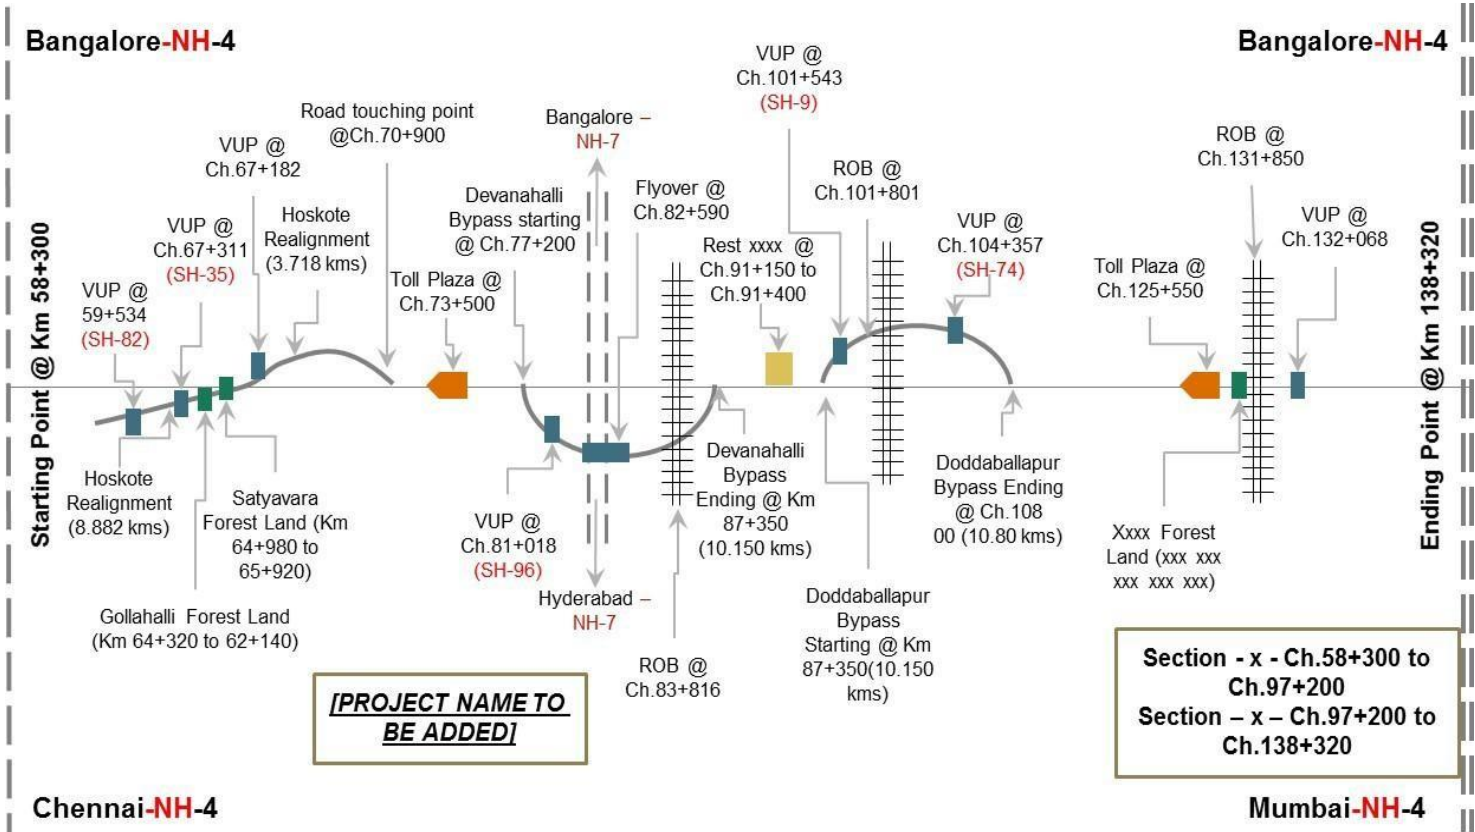 Bangalore-NH-4
Bangalore-NH-4
Starting Point @ Km 58+300
VUP @
59+534
(SH-82)
VUP @
Ch.67+311
(SH-35)
VUP @
Ch.67+182
Hoskote
Realignment
(3.718 kms)
Road touching point
@Ch.70+900
Toll Plaza @
Ch.73+500
Devanahalli
Bypass starting
@ Ch.77+200
Bangalore –
NH-7
Flyover @
Ch.82+590
Rest xxxx @
Ch.91+150 to
Ch.91+400
VUP @
Ch.101+543
(SH-9)
ROB @
Ch.101+801
VUP @
Ch.104+357
(SH-74)
Toll Plaza @
Ch.125+550
ROB @
Ch.131+850
VUP @
Ch.132+068
Ending Point @ Km 138+320
Hoskote
Realignment
(8.882 kms)
Satyavara
Forest Land (Km
64+980 to
65+920)
Gollahalli Forest Land
(Km 64+320 to 62+140)
VUP @
Ch.81+018
(SH-96)
Hyderabad –
NH-7
ROB @
Ch.83+816
Devanahalli
Bypass
Ending @ Km
87+350
(10.150 kms)
Doddaballapur
Bypass
Starting @ Km
87+350(10.150
kms)
Doddaballapur
Bypass Ending
@ Ch.108
00 (10.80 kms)
Xxxx Forest
Land (xxx xxx
xxx xxx xxx)
[PROJECT NAME TO
BE ADDED]
Section - x - Ch.58+300 to
Ch.97+200
Section – x – Ch.97+200 to
Ch.138+320
Chennai-NH-4
Mumbai-NH-4